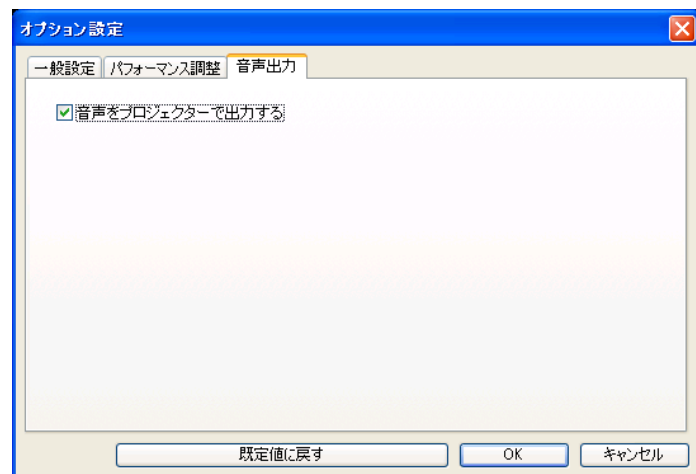 オプション設定
一般設定 パフォーマンス調整 音声出力
音声をプロジェクターで出力する
既定値に戻す OK キャンセル